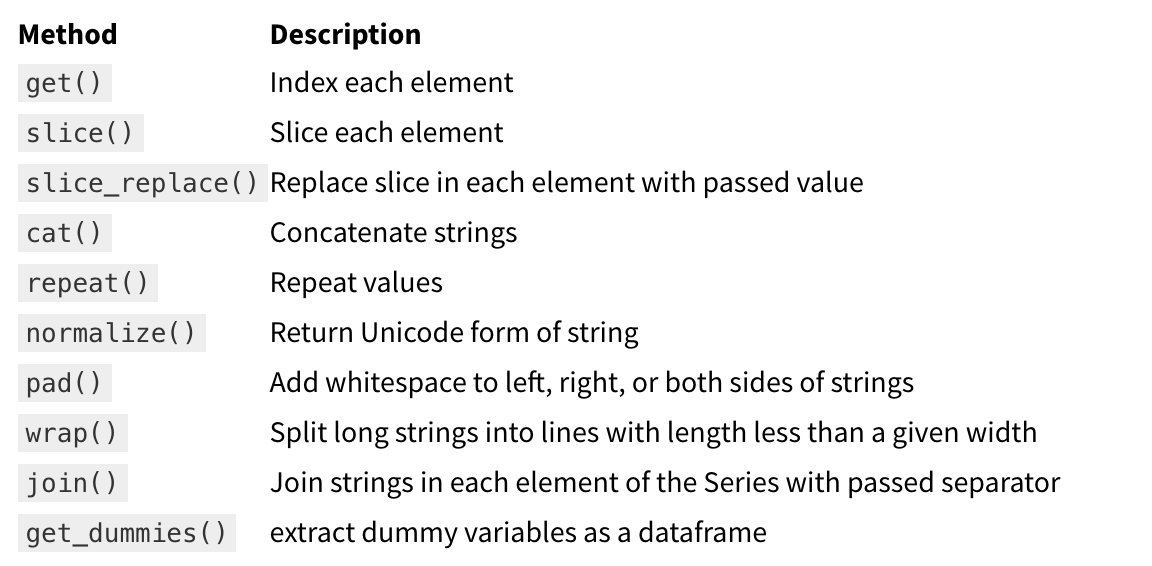 Method Description
get() Index each element
slice() Slice each element
slice_replace() Replace slice in each element with passed value
cat() Concatenate strings
repeat() Repeat values
normalize() Return Unicode form of string
pad() Add whitespace to left, right, or both sides of strings
wrap() Split long strings into lines with length less than a given width
join() Join strings in each element of the Series with passed separator
get_dummies() extract dummy variables as a dataframe